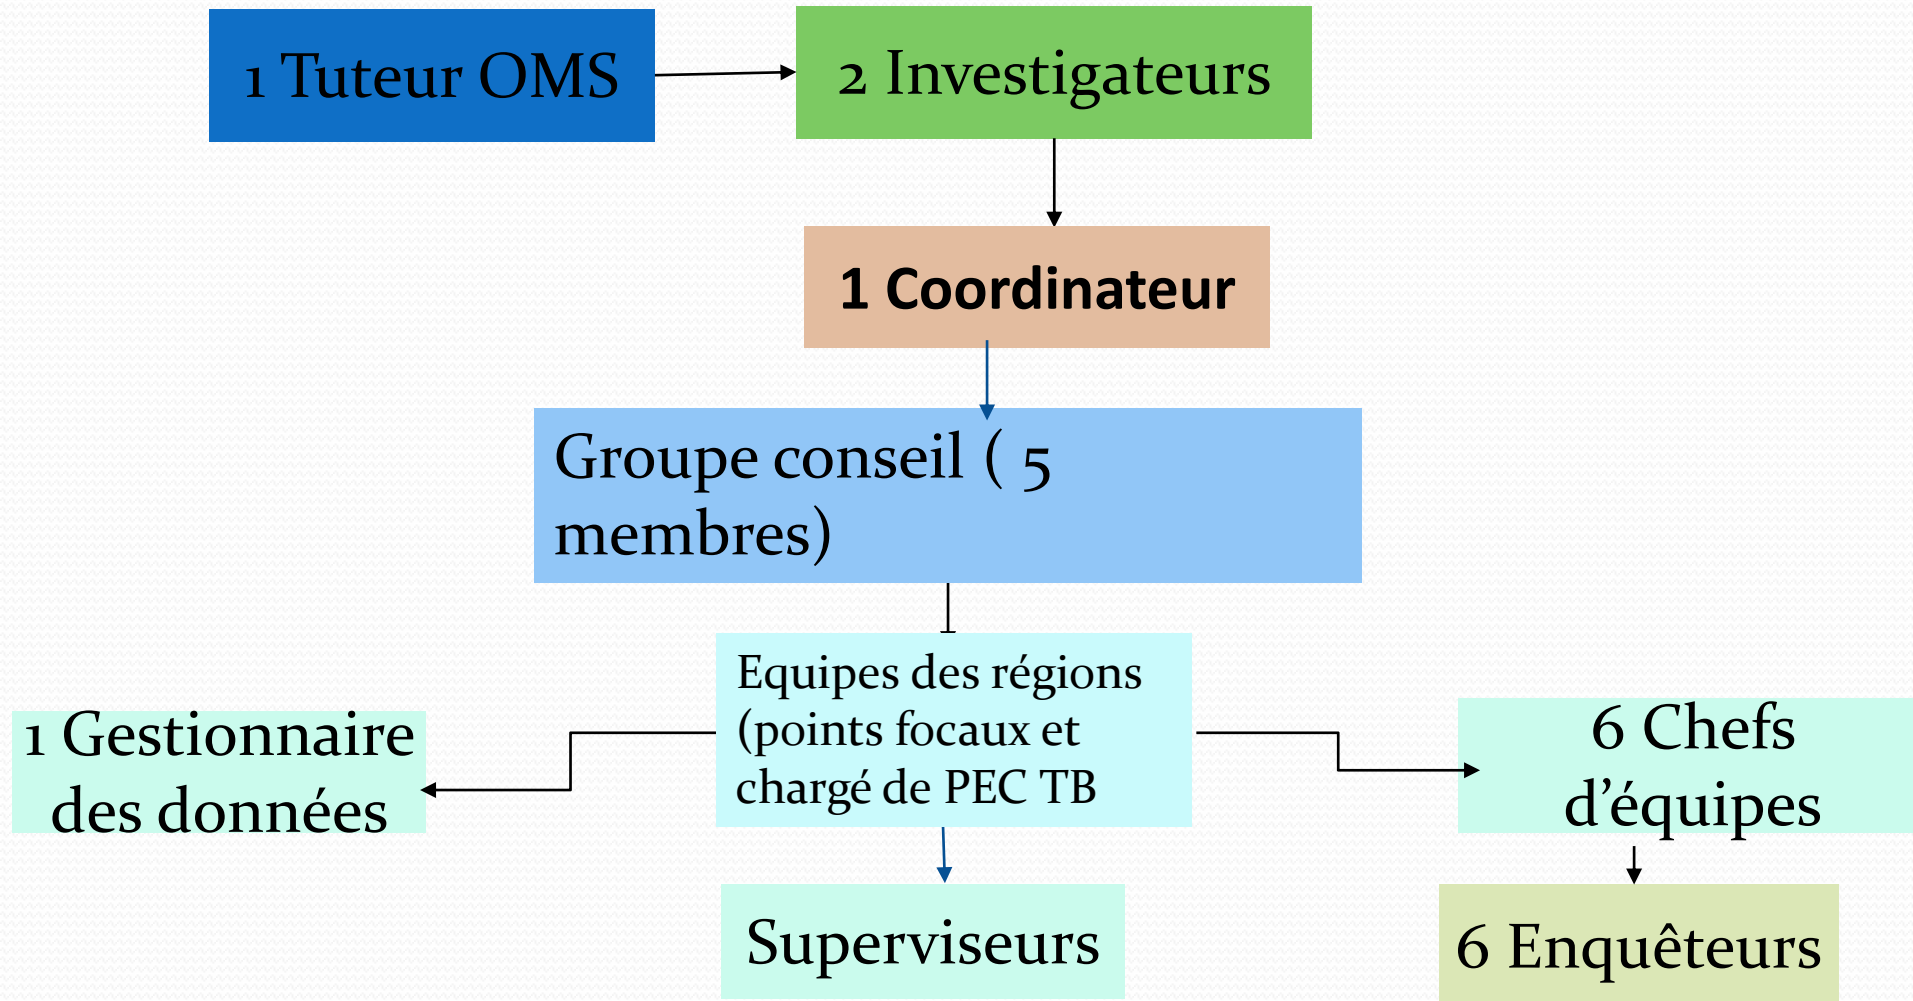 1 Tuteur OMS
2 Investigateurs
1 Coordinateur
Groupe conseil ( 5
membres)
Equipes des régions
(points focaux et
chargé de PEC TB
1 Gestionnaire
des données
6 Chefs
d’équipes
Superviseurs
6 Enquêteurs